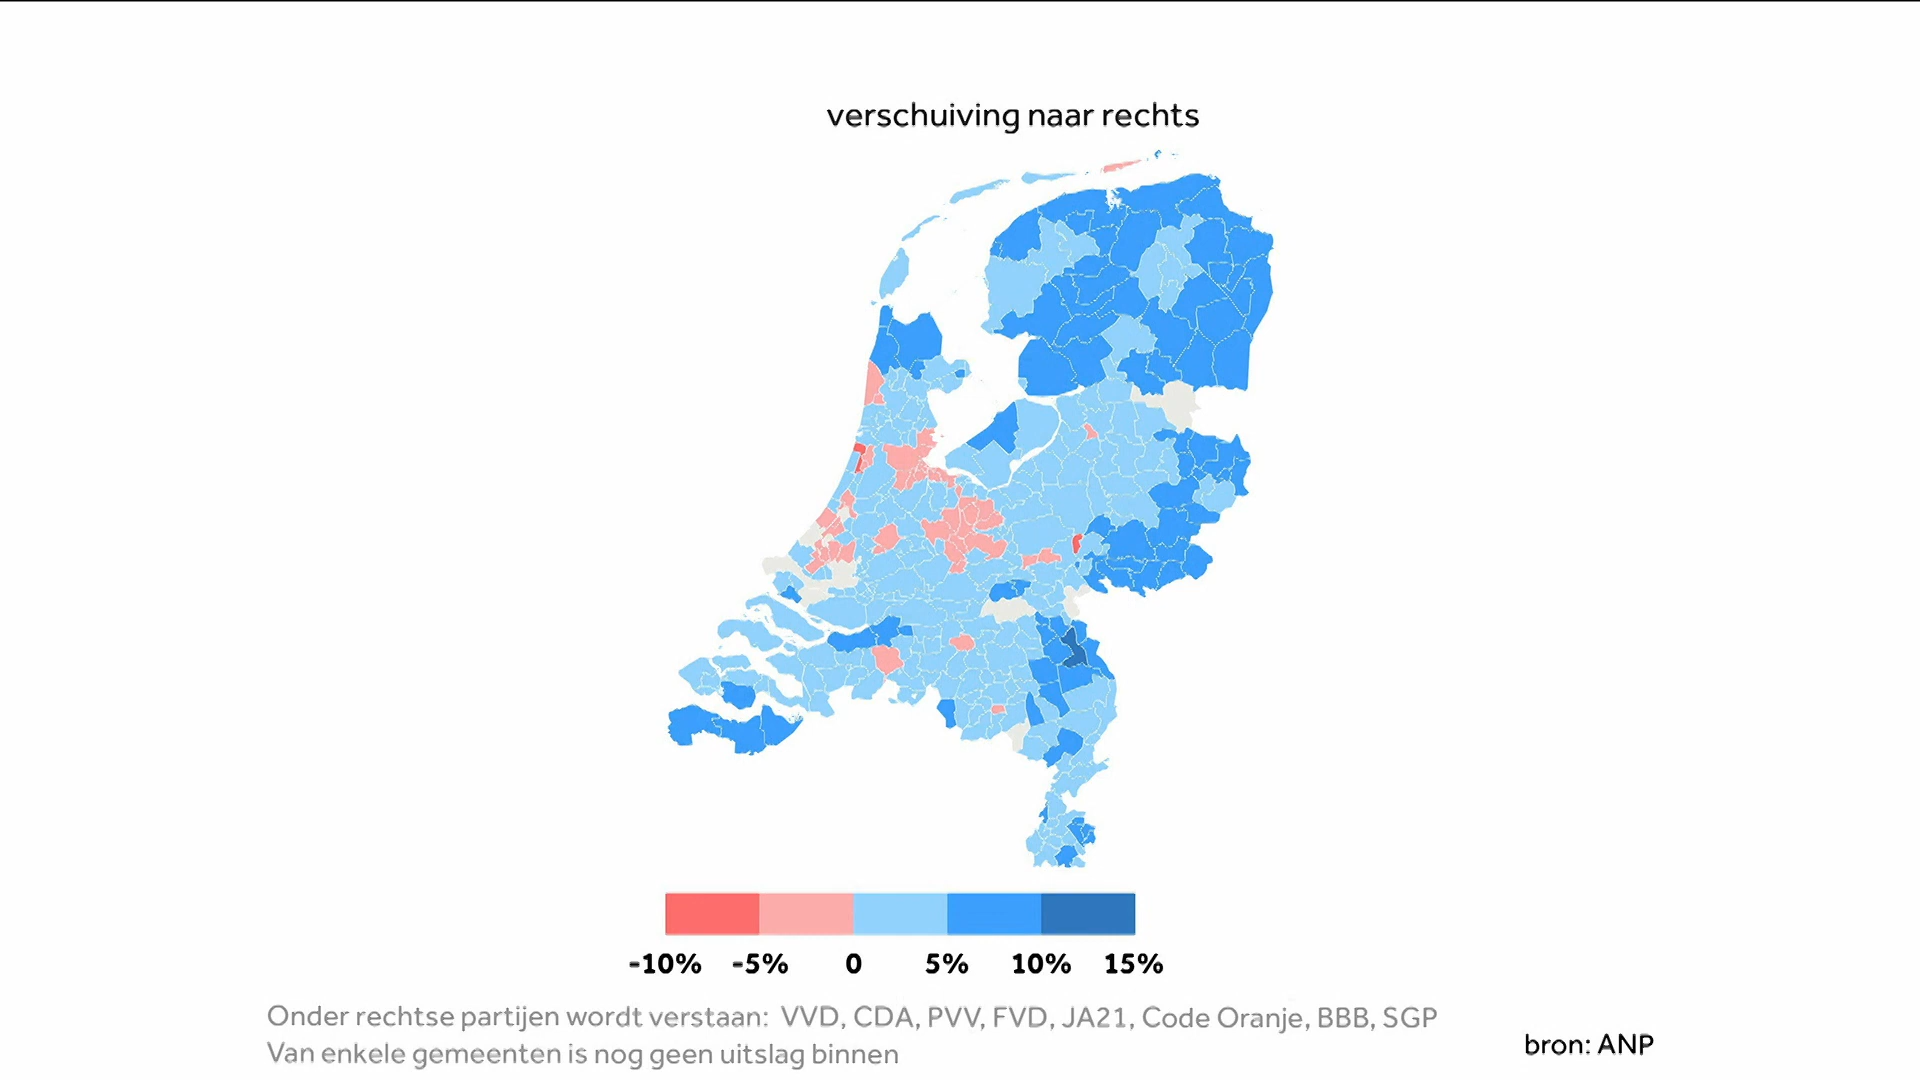 verschuiving naar rechts
-10% -5% 0 5% 10% 15%
Onder rechtse partijen wordt verstaan: VVD, CDA, PVV, FVD, JA21, Code Oranje, BBB, SGP
Van enkele gemeenten is nog geen uitslag binnen
bron: ANP